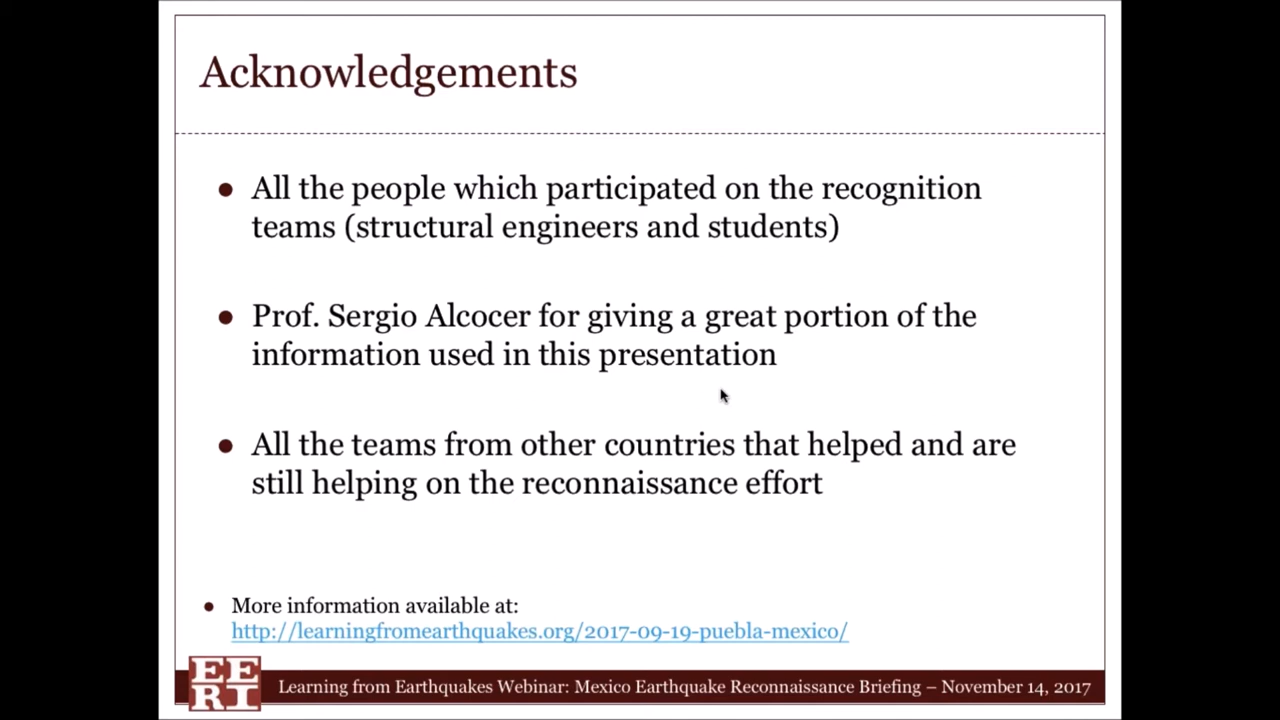 Acknowledgements
● All the people which participated on the recognition
teams (structural engineers and students)
● Prof. Sergio Alcocer for giving a great portion of the
information used in this presentation
● All the teams from other countries that helped and are
still helping on the reconnaissance effort
● More information available at:
http://learningfromearthquakes.org/2017-09-19-puebla-mexico/
EE
RI
Learning from Earthquakes Webinar: Mexico Earthquake Reconnaissance Briefing – November 14, 2017